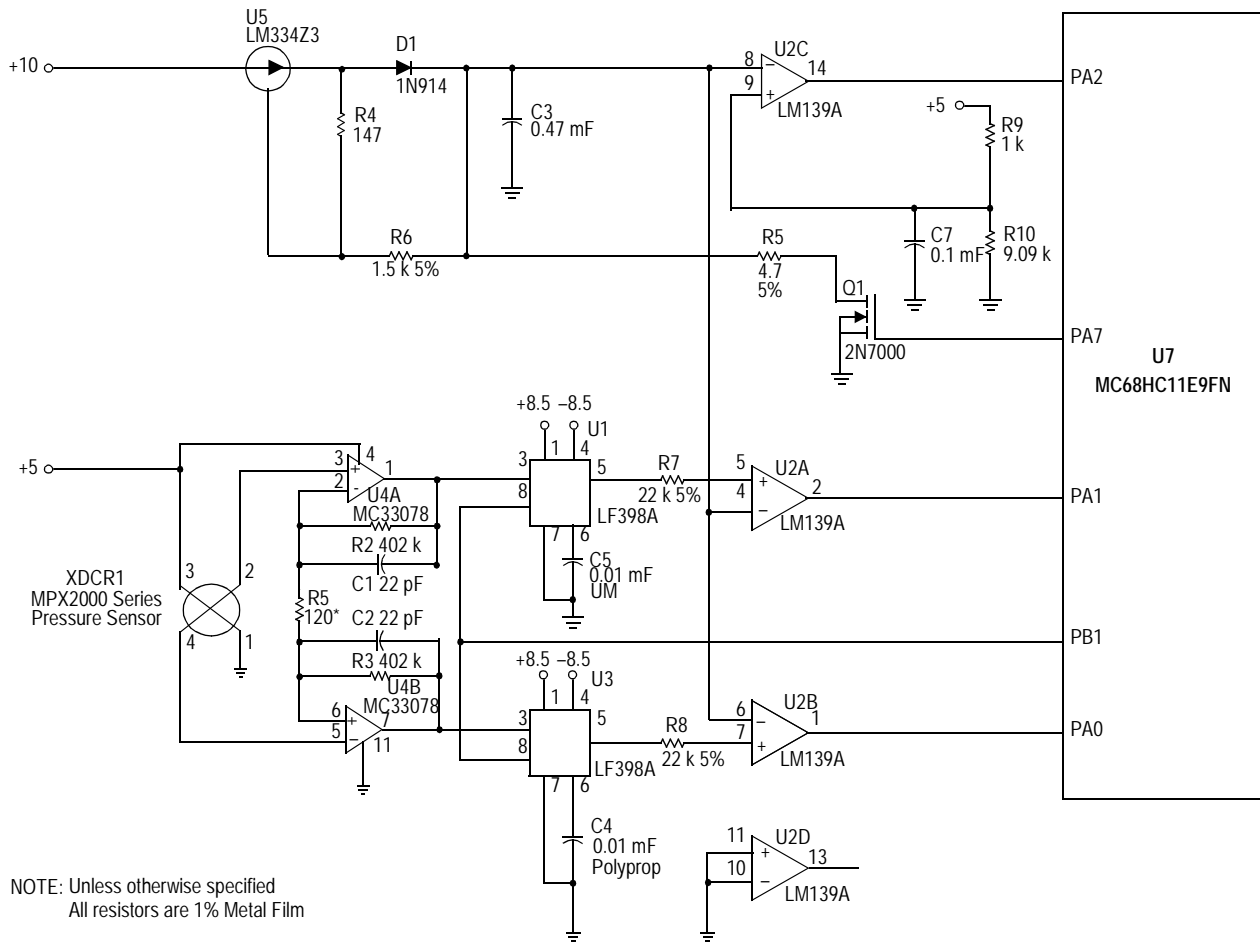 U5
LM334Z3
+10
D1
1N914
R4
147
C3
0.47 mF
8
9
−
+
U2C
14
LM139A
PA2
+5
R9
1 k
C7
0.1 mF
R10
9.09 k
R6
1.5 k 5%
R5
4.7
5%
Q1
2N7000
PA7
U7
MC68HC11E9FN
+8.5 −8.5
1
4
U1
+5
3
2
4
+
-
1
U4A
MC33078
3
8
5
LF398A
7
6
R7
22 k 5%
5
4
+
−
U2A
2
LM139A
PA1
R2 402 k
C1 22 pF
C5
0.01 mF
UM
XDCR1
MPX2000 Series
Pressure Sensor
3
2
4
1
R5
120*
C2 22 pF
R3 402 k
U4B
MC33078
6
5
+
−
7
11
PB1
+8.5 −8.5
1
4
U3
3
8
5
LF398A
7
6
R8
22 k 5%
6
7
−
+
U2B
1
LM139A
PA0
C4
0.01 mF
Polyprop
11
10
+
−
U2D
13
LM139A
NOTE: Unless otherwise specified
All resistors are 1% Metal Film